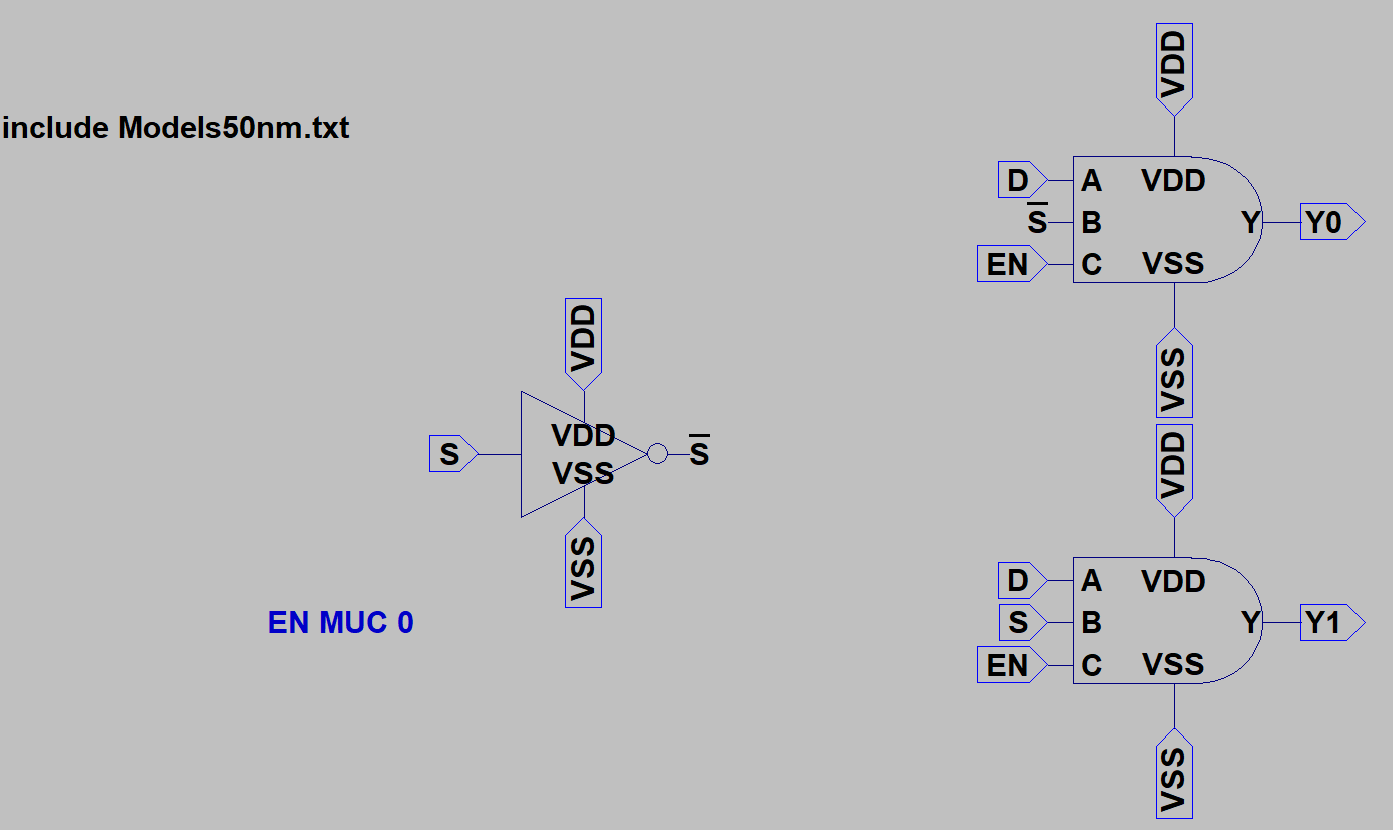 include Models50nm.txt
VDD
D
A
VDD
S̅
B
Y
Y0
EN
C
VSS
VSS
VDD
S
VDD
VSS
S̅
VSS
EN MUC 0
VDD
D
A
VDD
S
B
Y
Y1
EN
C
VSS
VSS